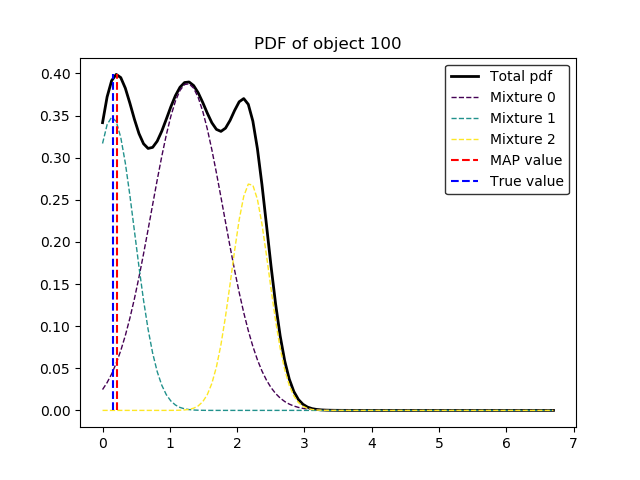 PDF of object 100
0.40
0.35
0.30
0.25
0.20
0.15
0.10
0.05
0.00
Total pdf
Mixture 0
Mixture 1
Mixture 2
MAP value
True value
0 1 2 3 4 5 6 7